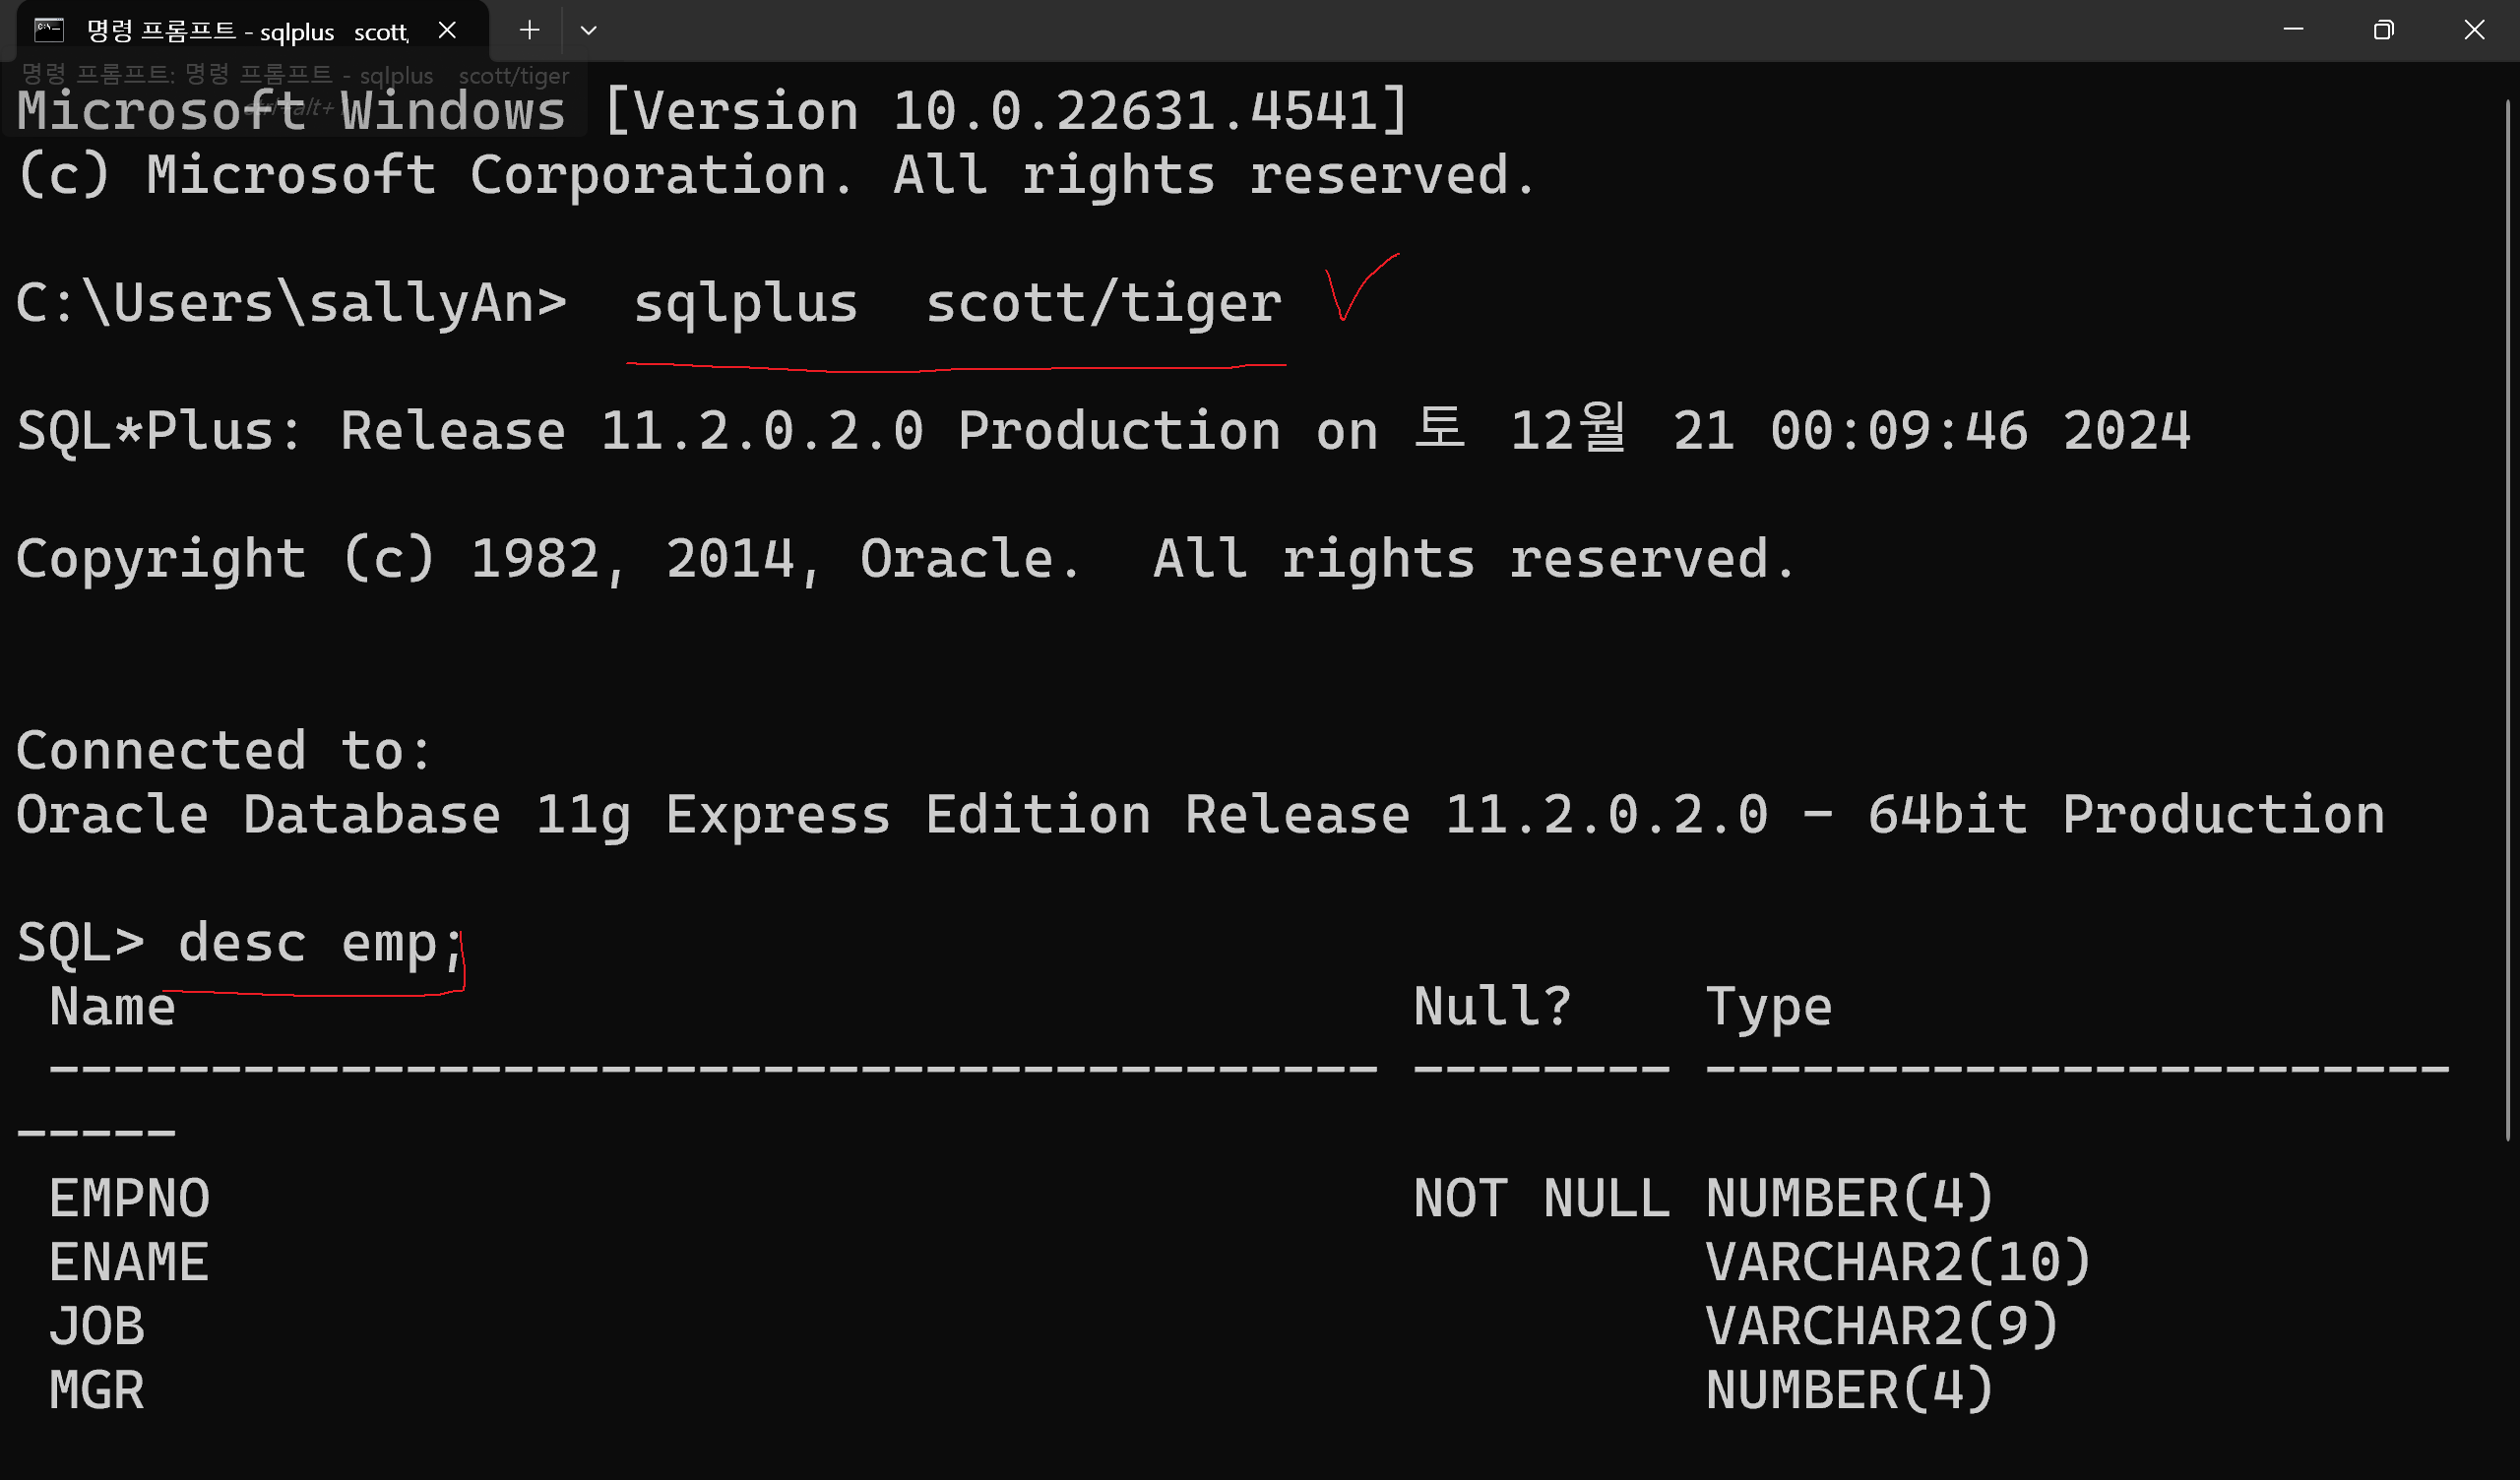 명령 프롬프트 - sqlplus scott,
명령 프롬프트: 명령 프롬프트 - sqlplus scott/tiger
Microsoft Windows [Version 10.0.22631.4541]
(c) Microsoft Corporation. All rights reserved.
C:\Users\sallyAn>  sqlplus  scott/tiger
SQL*Plus: Release 11.2.0.2.0 Production on 토 12월 21 00:09:46 2024
Copyright (c) 1982, 2014, Oracle.  All rights reserved.
Connected to:
Oracle Database 11g Express Edition Release 11.2.0.2.0 - 64bit Production
SQL> desc emp;
Name Null? Type
----------------------------------------- -------- -----------------------
-----
EMPNO NOT NULL NUMBER(4)
ENAME VARCHAR2(10)
JOB VARCHAR2(9)
MGR NUMBER(4)